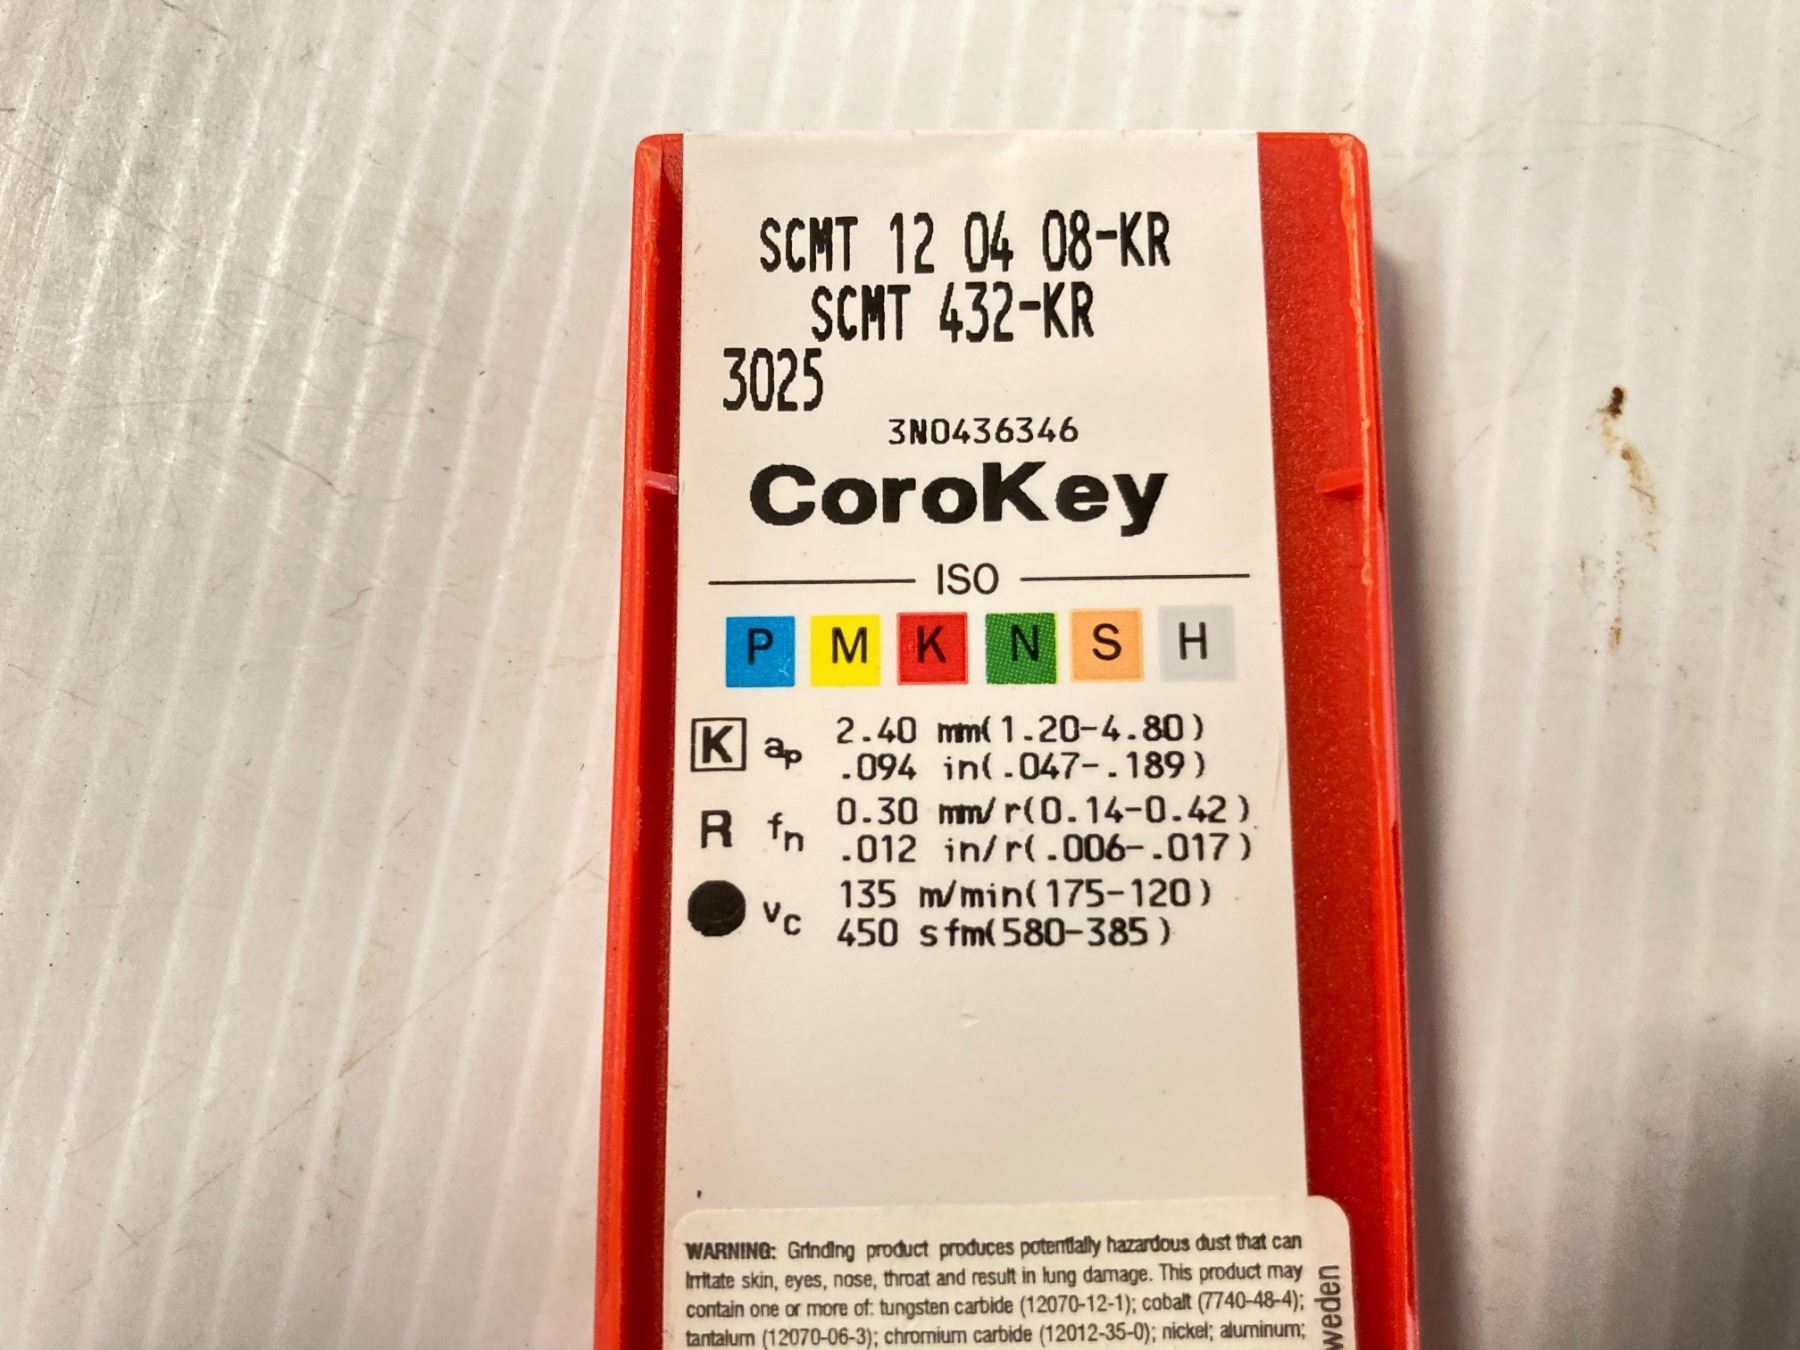 SCMT 12 04 08-KR
SCMT 432-KR
3025
3N0436346
CoroKey
ISO
P M K N S H
K ap 2.40 mm(1.20-4.80)
.094 in(.047-.189)
R fn 0.30 mm/r(0.14-0.42)
.012 in/r(.006-.017)
vc 135 m/min(175-120)
450 sfm(580-385)
WARNING: Grinding product produces potentially hazardous dust that can
irritate skin, eyes, nose, throat and result in lung damage. This product may
contain one or more of: tungsten carbide (12070-12-1); cobalt (7740-48-4);
tantalum (12070-06-3); chromium carbide (12012-35-0); nickel; aluminum;
weden